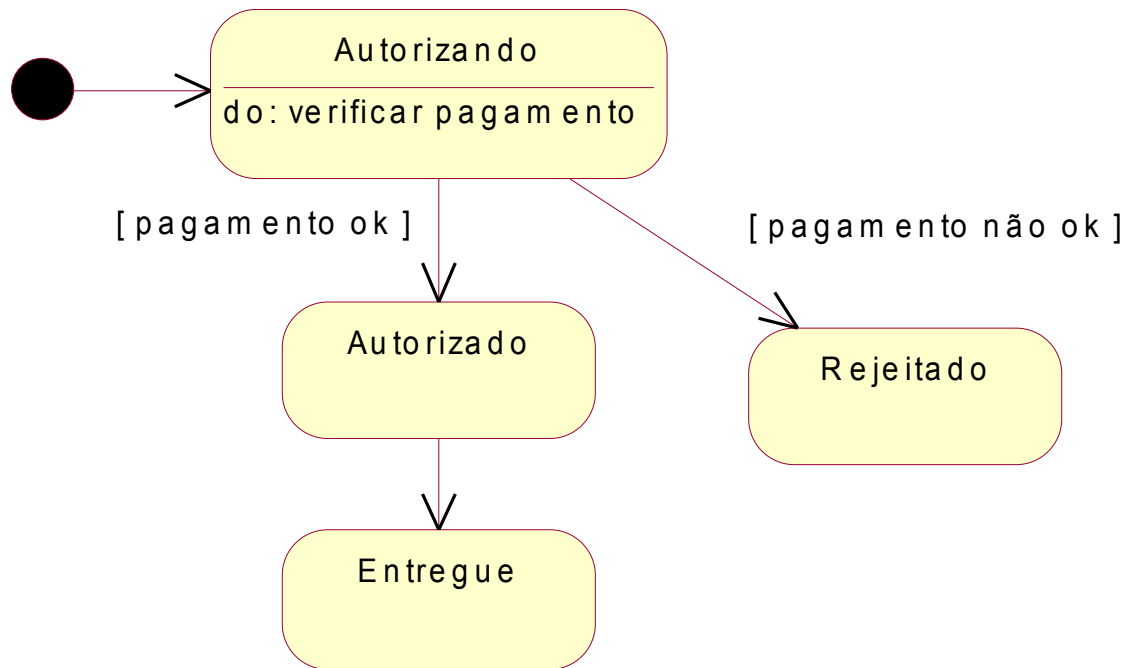 Autorizando
do: verificar pagamento
[ pagamento ok ]
[ pagamento não ok ]
Autorizado
Rejeitado
Entregue